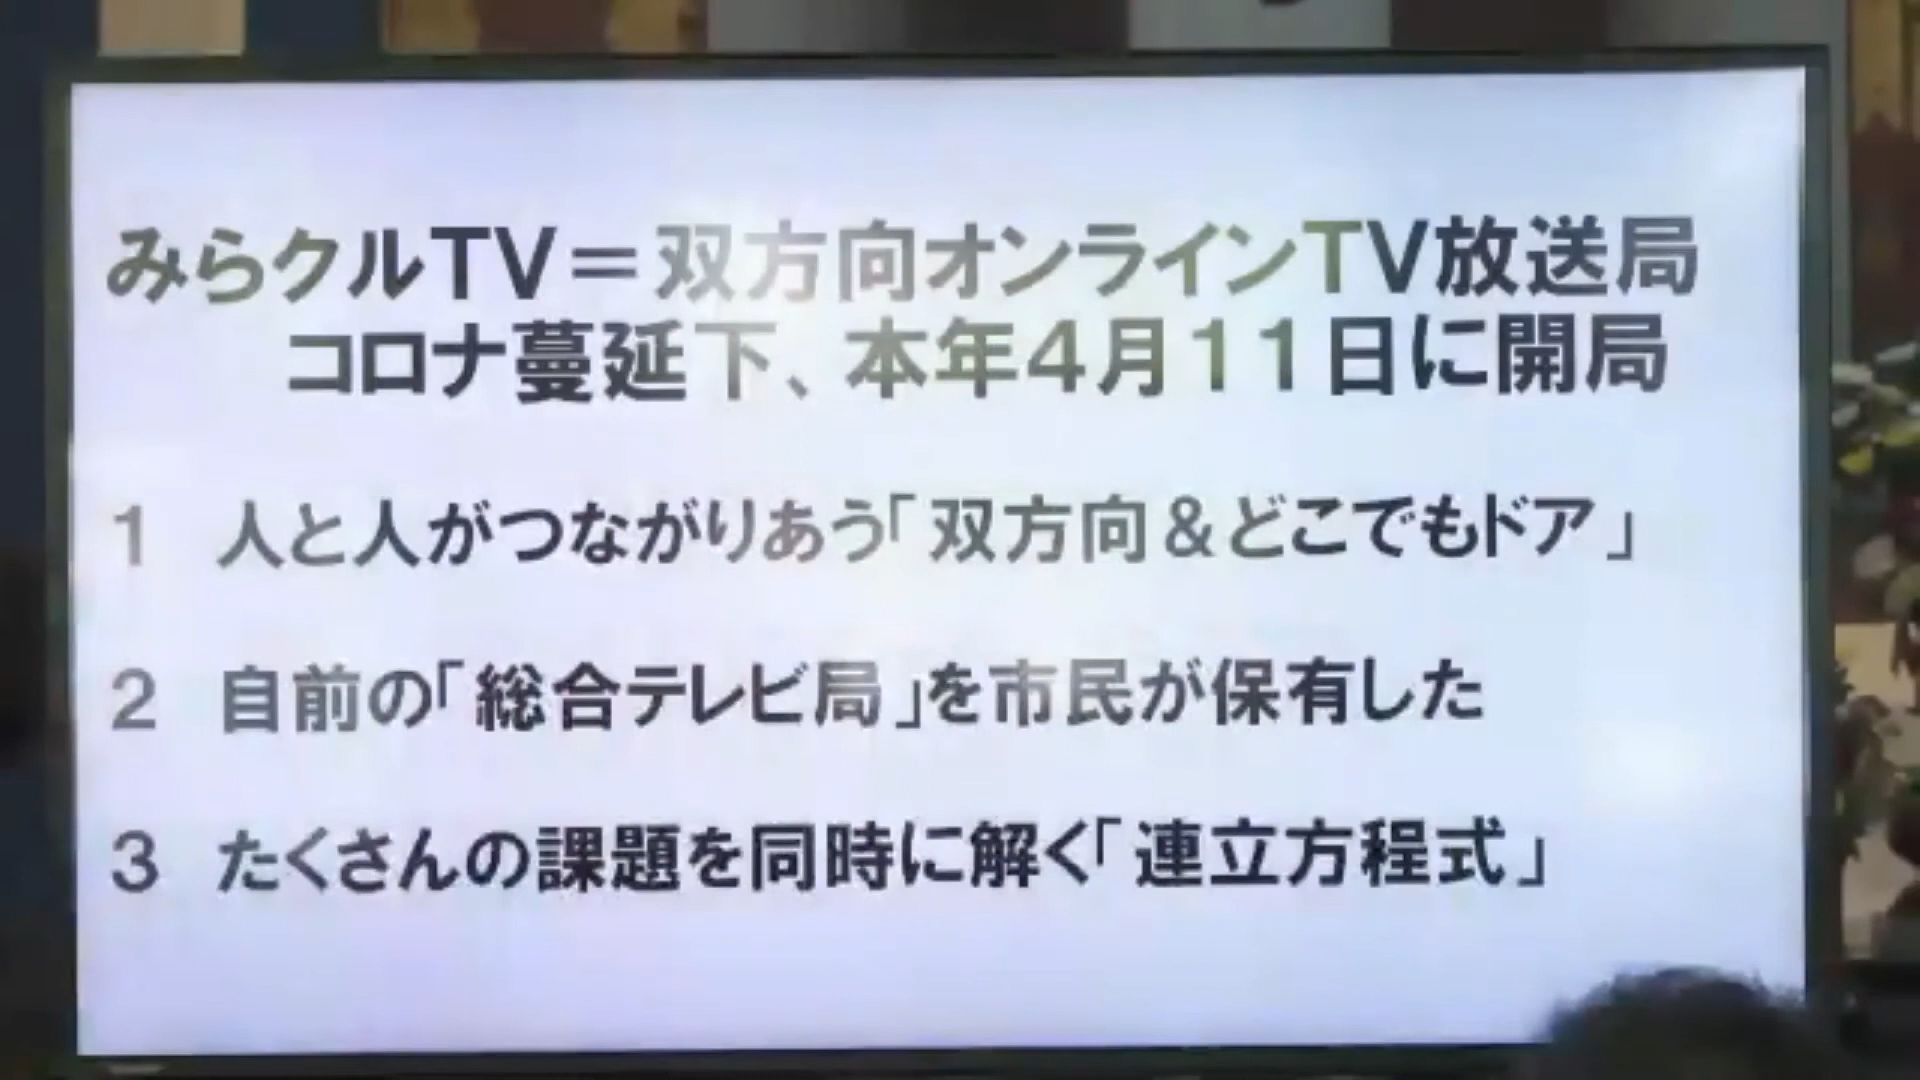 みらクルTV＝双方向オンラインTV放送局
コロナ蔓延下、本年４月１１日に開局
1 人と人がつながりあう「双方向＆どこでもドア」
2 自前の「総合テレビ局」を市民が保有した
3 たくさんの課題を同時に解く「連立方程式」